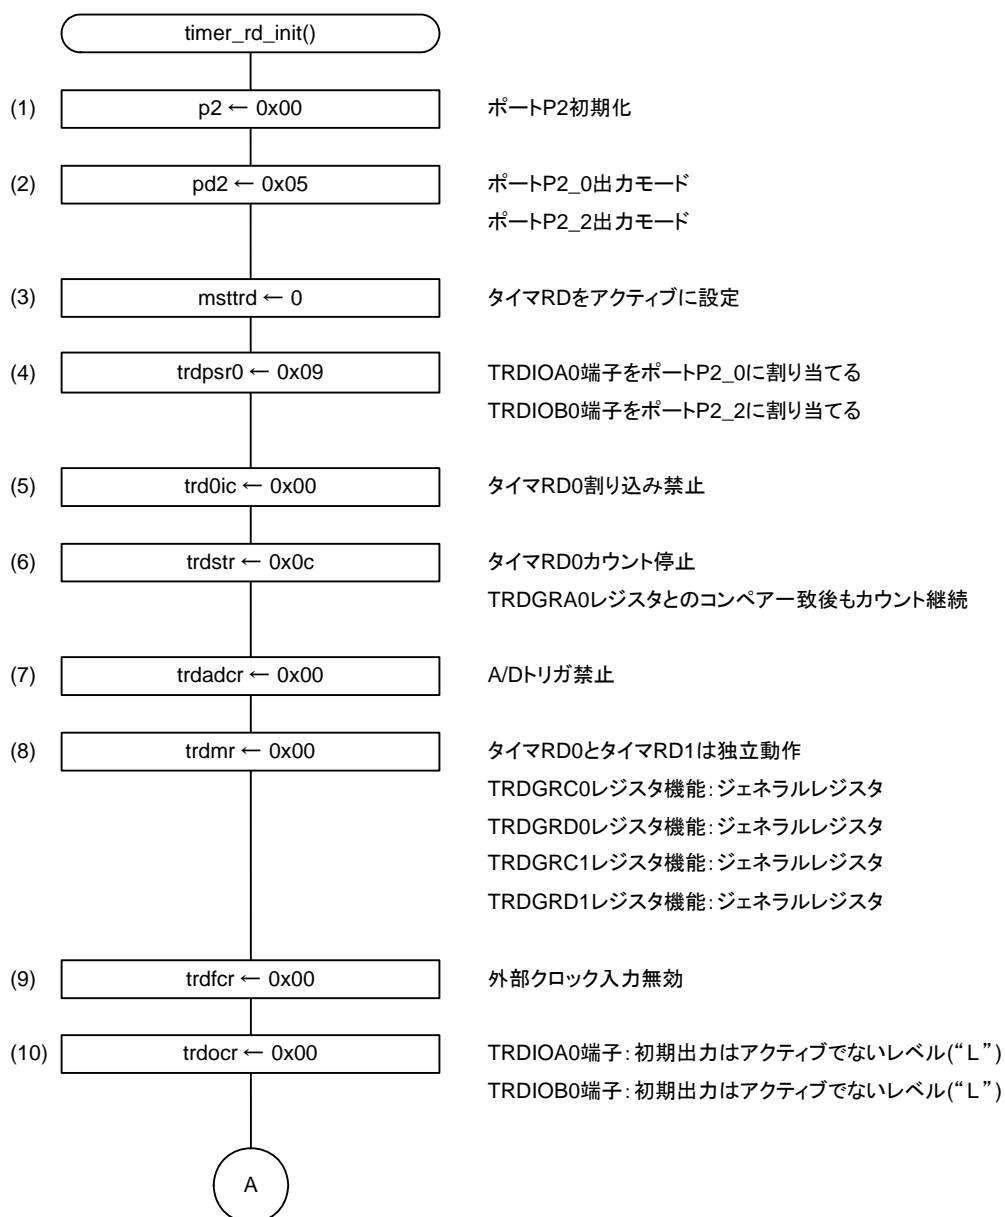 timer_rd_init()
(1) p2 ← 0x00 ポートP2初期化
(2) pd2 ← 0x05 ポートP2_0出力モード
ポートP2_2出力モード
(3) msttrd ← 0 タイマRDをアクティブに設定
(4) trdpsr0 ← 0x09 TRDIOA0端子をポートP2_0に割り当てる
TRDIOB0端子をポートP2_2に割り当てる
(5) trd0ic ← 0x00 タイマRD0割り込み禁止
(6) trdstr ← 0x0c タイマRD0カウント停止
TRDGRA0レジスタとのコンペア一致後もカウント継続
(7) trdadcr ← 0x00 A/Dトリガ禁止
(8) trdmr ← 0x00 タイマRD0とタイマRD1は独立動作
TRDGRC0レジスタ機能：ジェネラルレジスタ
TRDGRD0レジスタ機能：ジェネラルレジスタ
TRDGRC1レジスタ機能：ジェネラルレジスタ
TRDGRD1レジスタ機能：ジェネラルレジスタ
(9) trdfcr ← 0x00 外部クロック入力無効
(10) trdocr ← 0x00 TRDIOA0端子：初期出力はアクティブでないレベル(“L”)
TRDIOB0端子：初期出力はアクティブでないレベル(“L”)
A